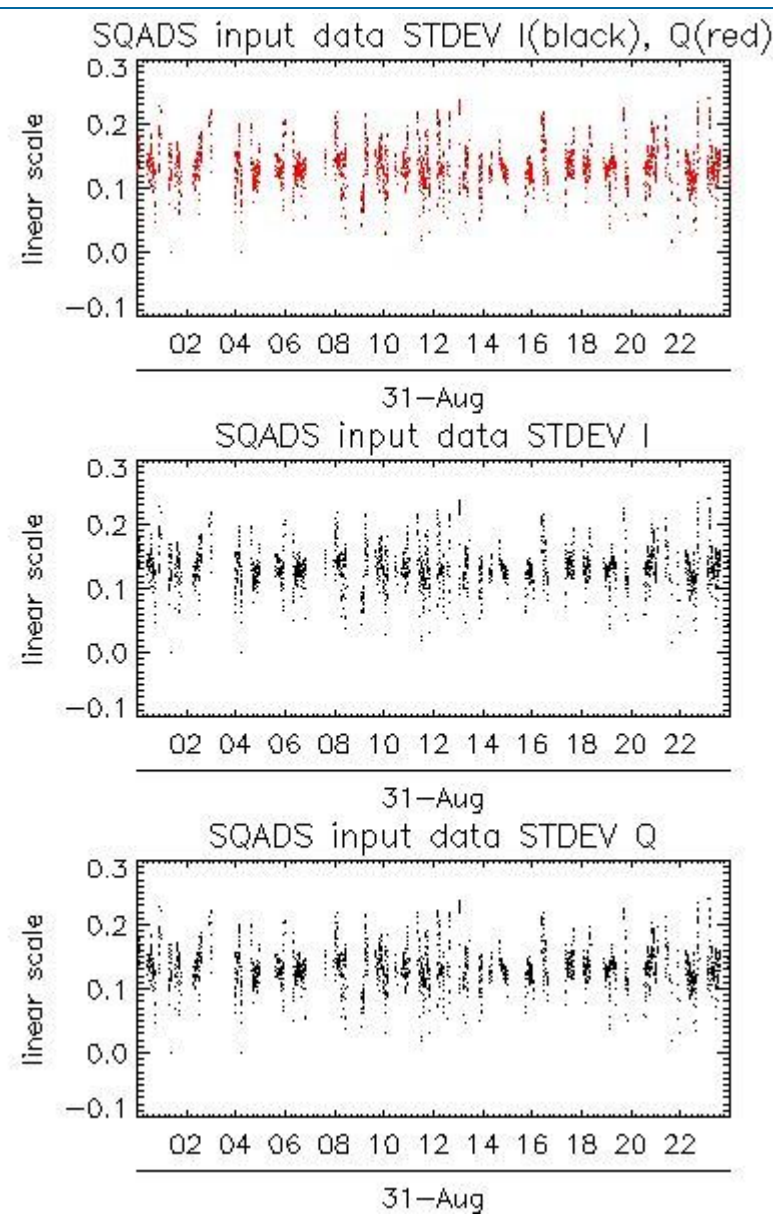 SQADS input data STDEV I(black), Q(red)
0.3
0.2
0.1
0.0
−0.1
linear scale
02 04 06 08 10 12 14 16 18 20 22
31−Aug
SQADS input data STDEV I
0.3
0.2
0.1
0.0
−0.1
linear scale
02 04 06 08 10 12 14 16 18 20 22
31−Aug
SQADS input data STDEV Q
0.3
0.2
0.1
0.0
−0.1
linear scale
02 04 06 08 10 12 14 16 18 20 22
31−Aug